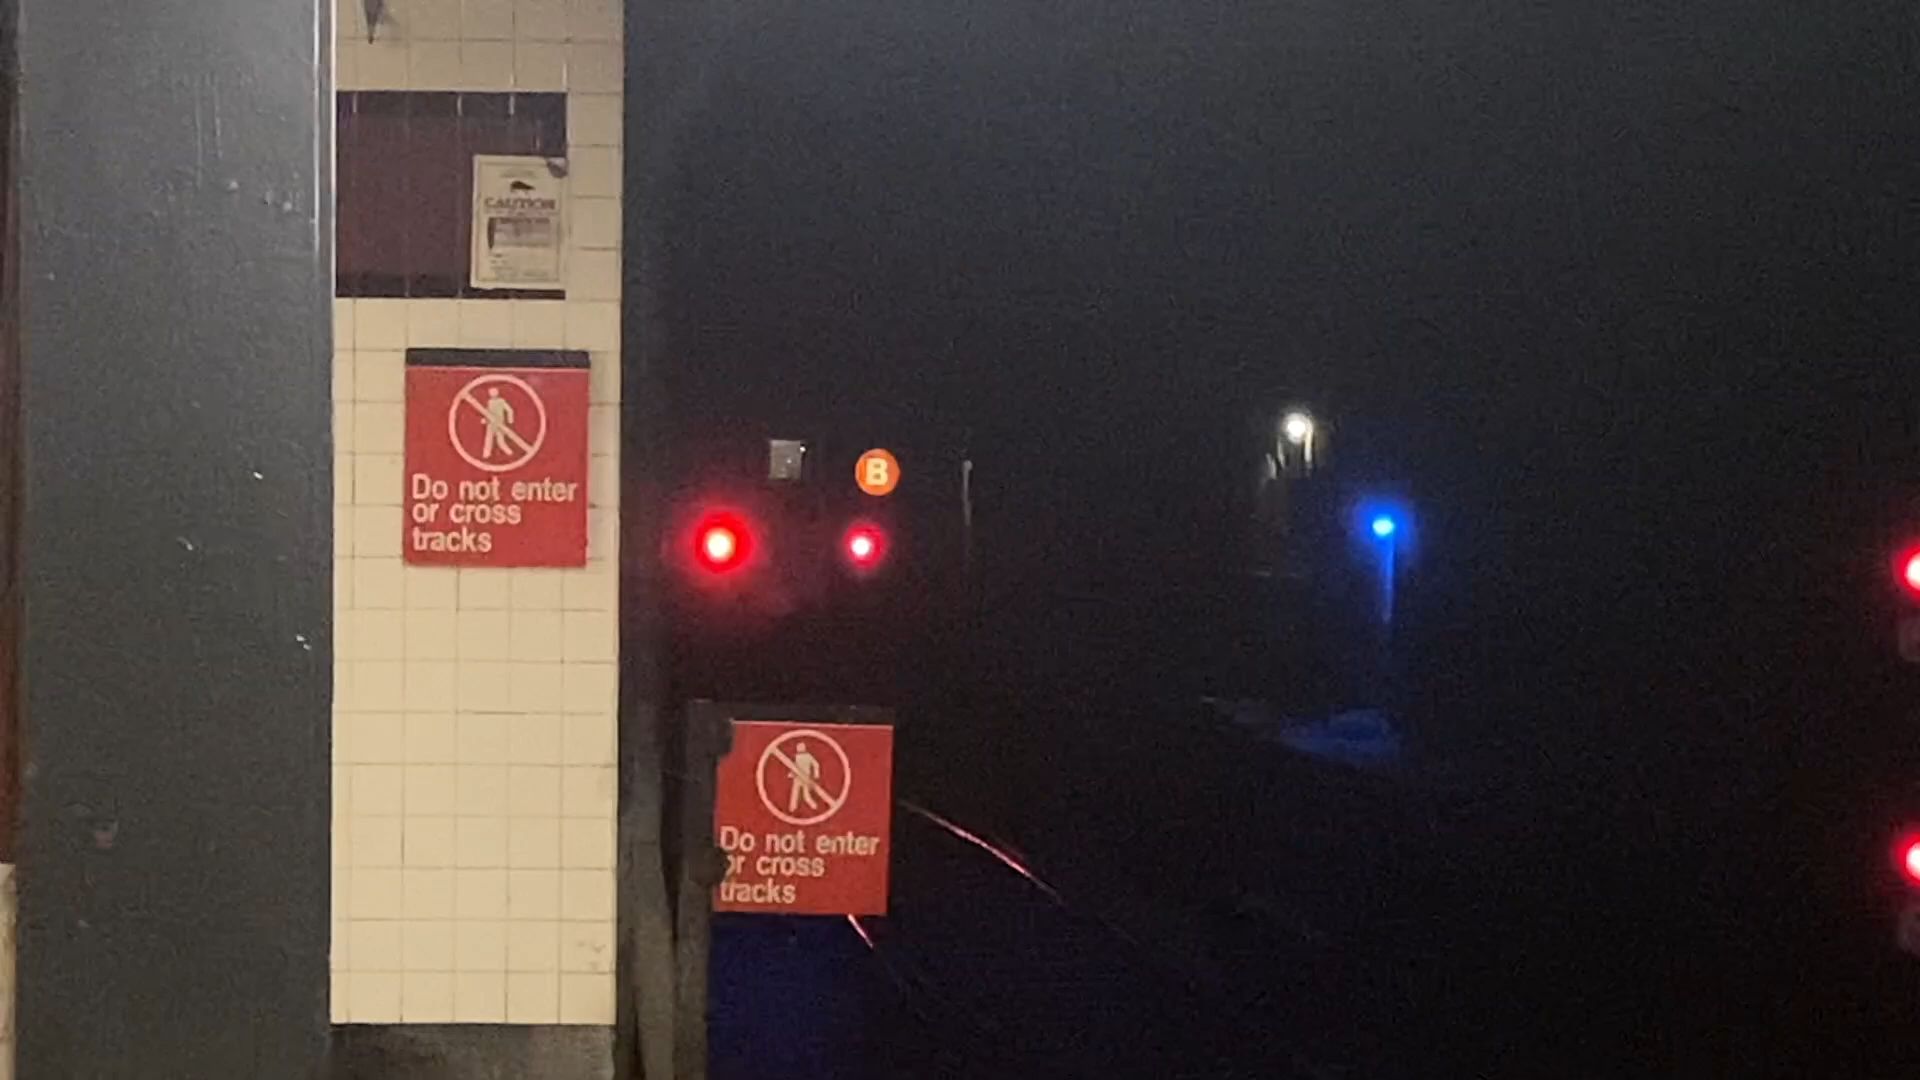 CAUTION
Do not enter
or cross
tracks
B
Do not enter
or cross
tracks